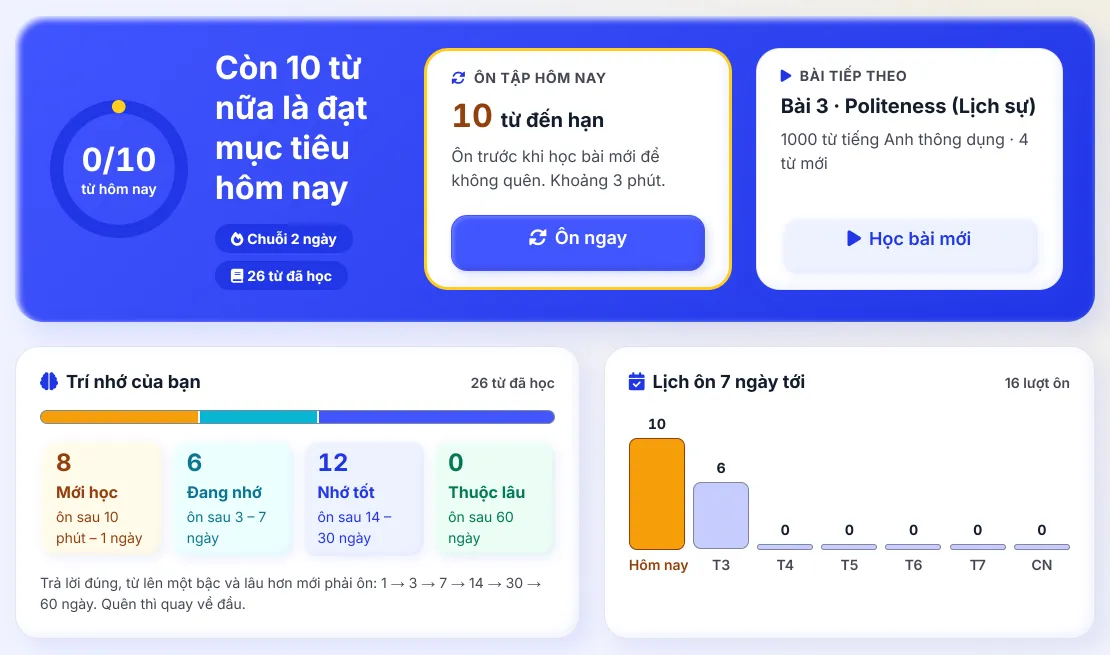 0/10
từ hôm nay
Còn 10 từ
nữa là đạt
mục tiêu
hôm nay
Chuỗi 2 ngày
26 từ đã học
ÔN TẬP HÔM NAY
10 từ đến hạn
Ôn trước khi học bài mới để
không quên. Khoảng 3 phút.
Ôn ngay
BÀI TIẾP THEO
Bài 3 · Politeness (Lịch sự)
1000 từ tiếng Anh thông dụng · 4
từ mới
Học bài mới
Trí nhớ của bạn
26 từ đã học
8
Mới học
ôn sau 10
phút – 1 ngày
6
Đang nhớ
ôn sau 3 – 7
ngày
12
Nhớ tốt
ôn sau 14 –
30 ngày
0
Thuộc lâu
ôn sau 60
ngày
Trả lời đúng, từ lên một bậc và lâu hơn mới phải ôn: 1 → 3 → 7 → 14 → 30 →
60 ngày. Quên thì quay về đầu.
Lịch ôn 7 ngày tới
16 lượt ôn
10
6
0
0
0
0
0
Hôm nay
T3
T4
T5
T6
T7
CN